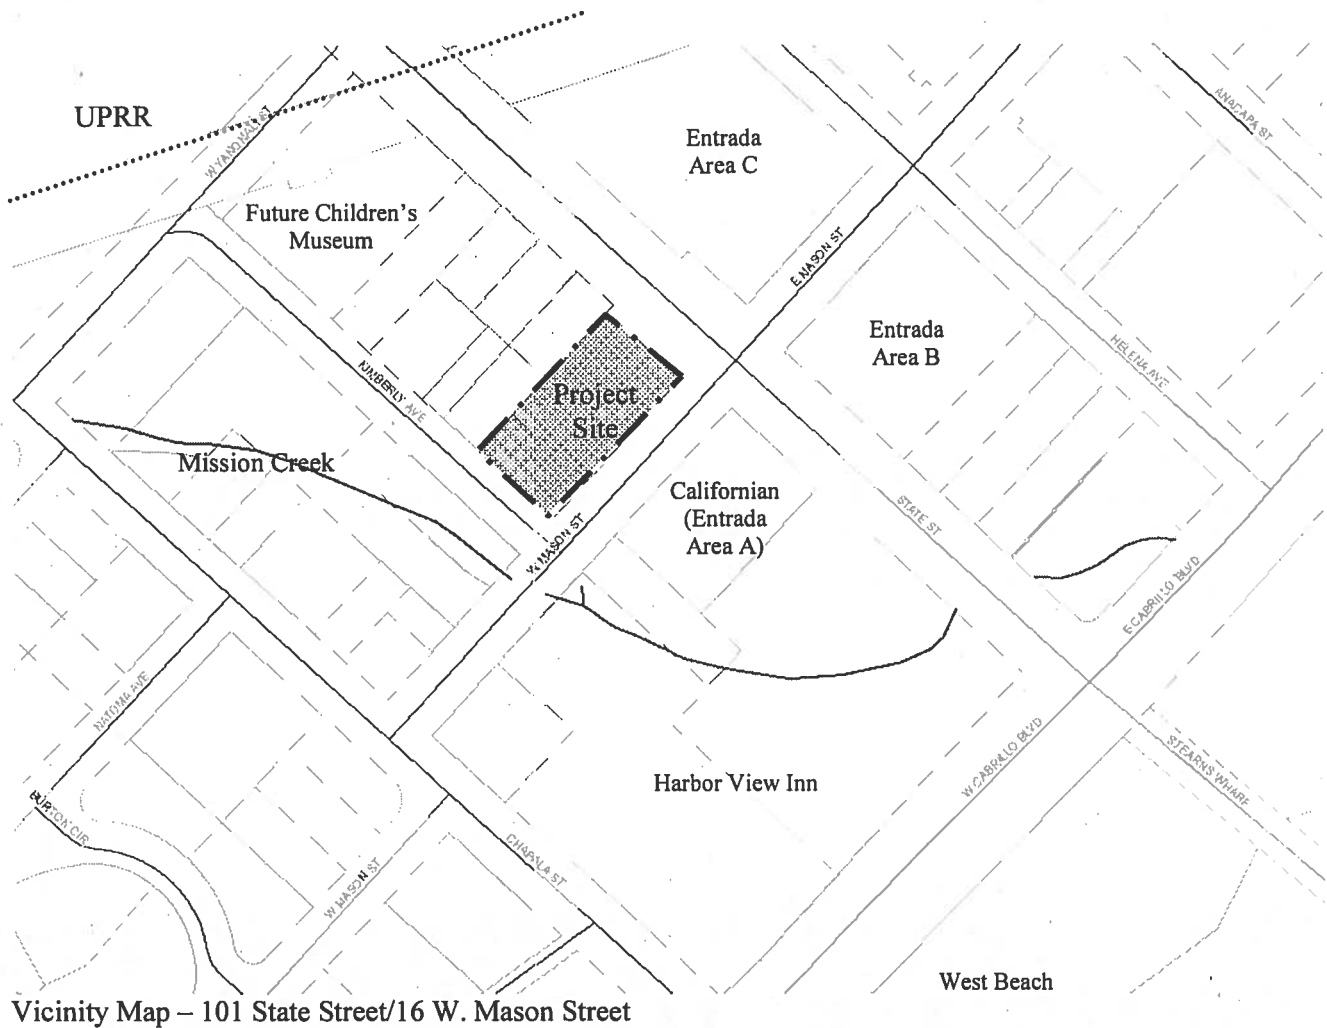 UPRR
W YANONALI ST
ANACAPA ST
Entrada
Area C
Future Children's
Museum
E MASON ST
Entrada
Area B
HELENA AVE
KIMBERLY AVE
Project
Site
Mission Creek
Californian
(Entrada
Area A)
STATE ST
W MASON ST
E CABRILLO BLVD
NATOMA AVE
W CABRILLO BLVD
STEARNS WHARF
Harbor View Inn
BURTON CIR
CHAPALA ST
W MASON ST
West Beach
Vicinity Map – 101 State Street/16 W. Mason Street